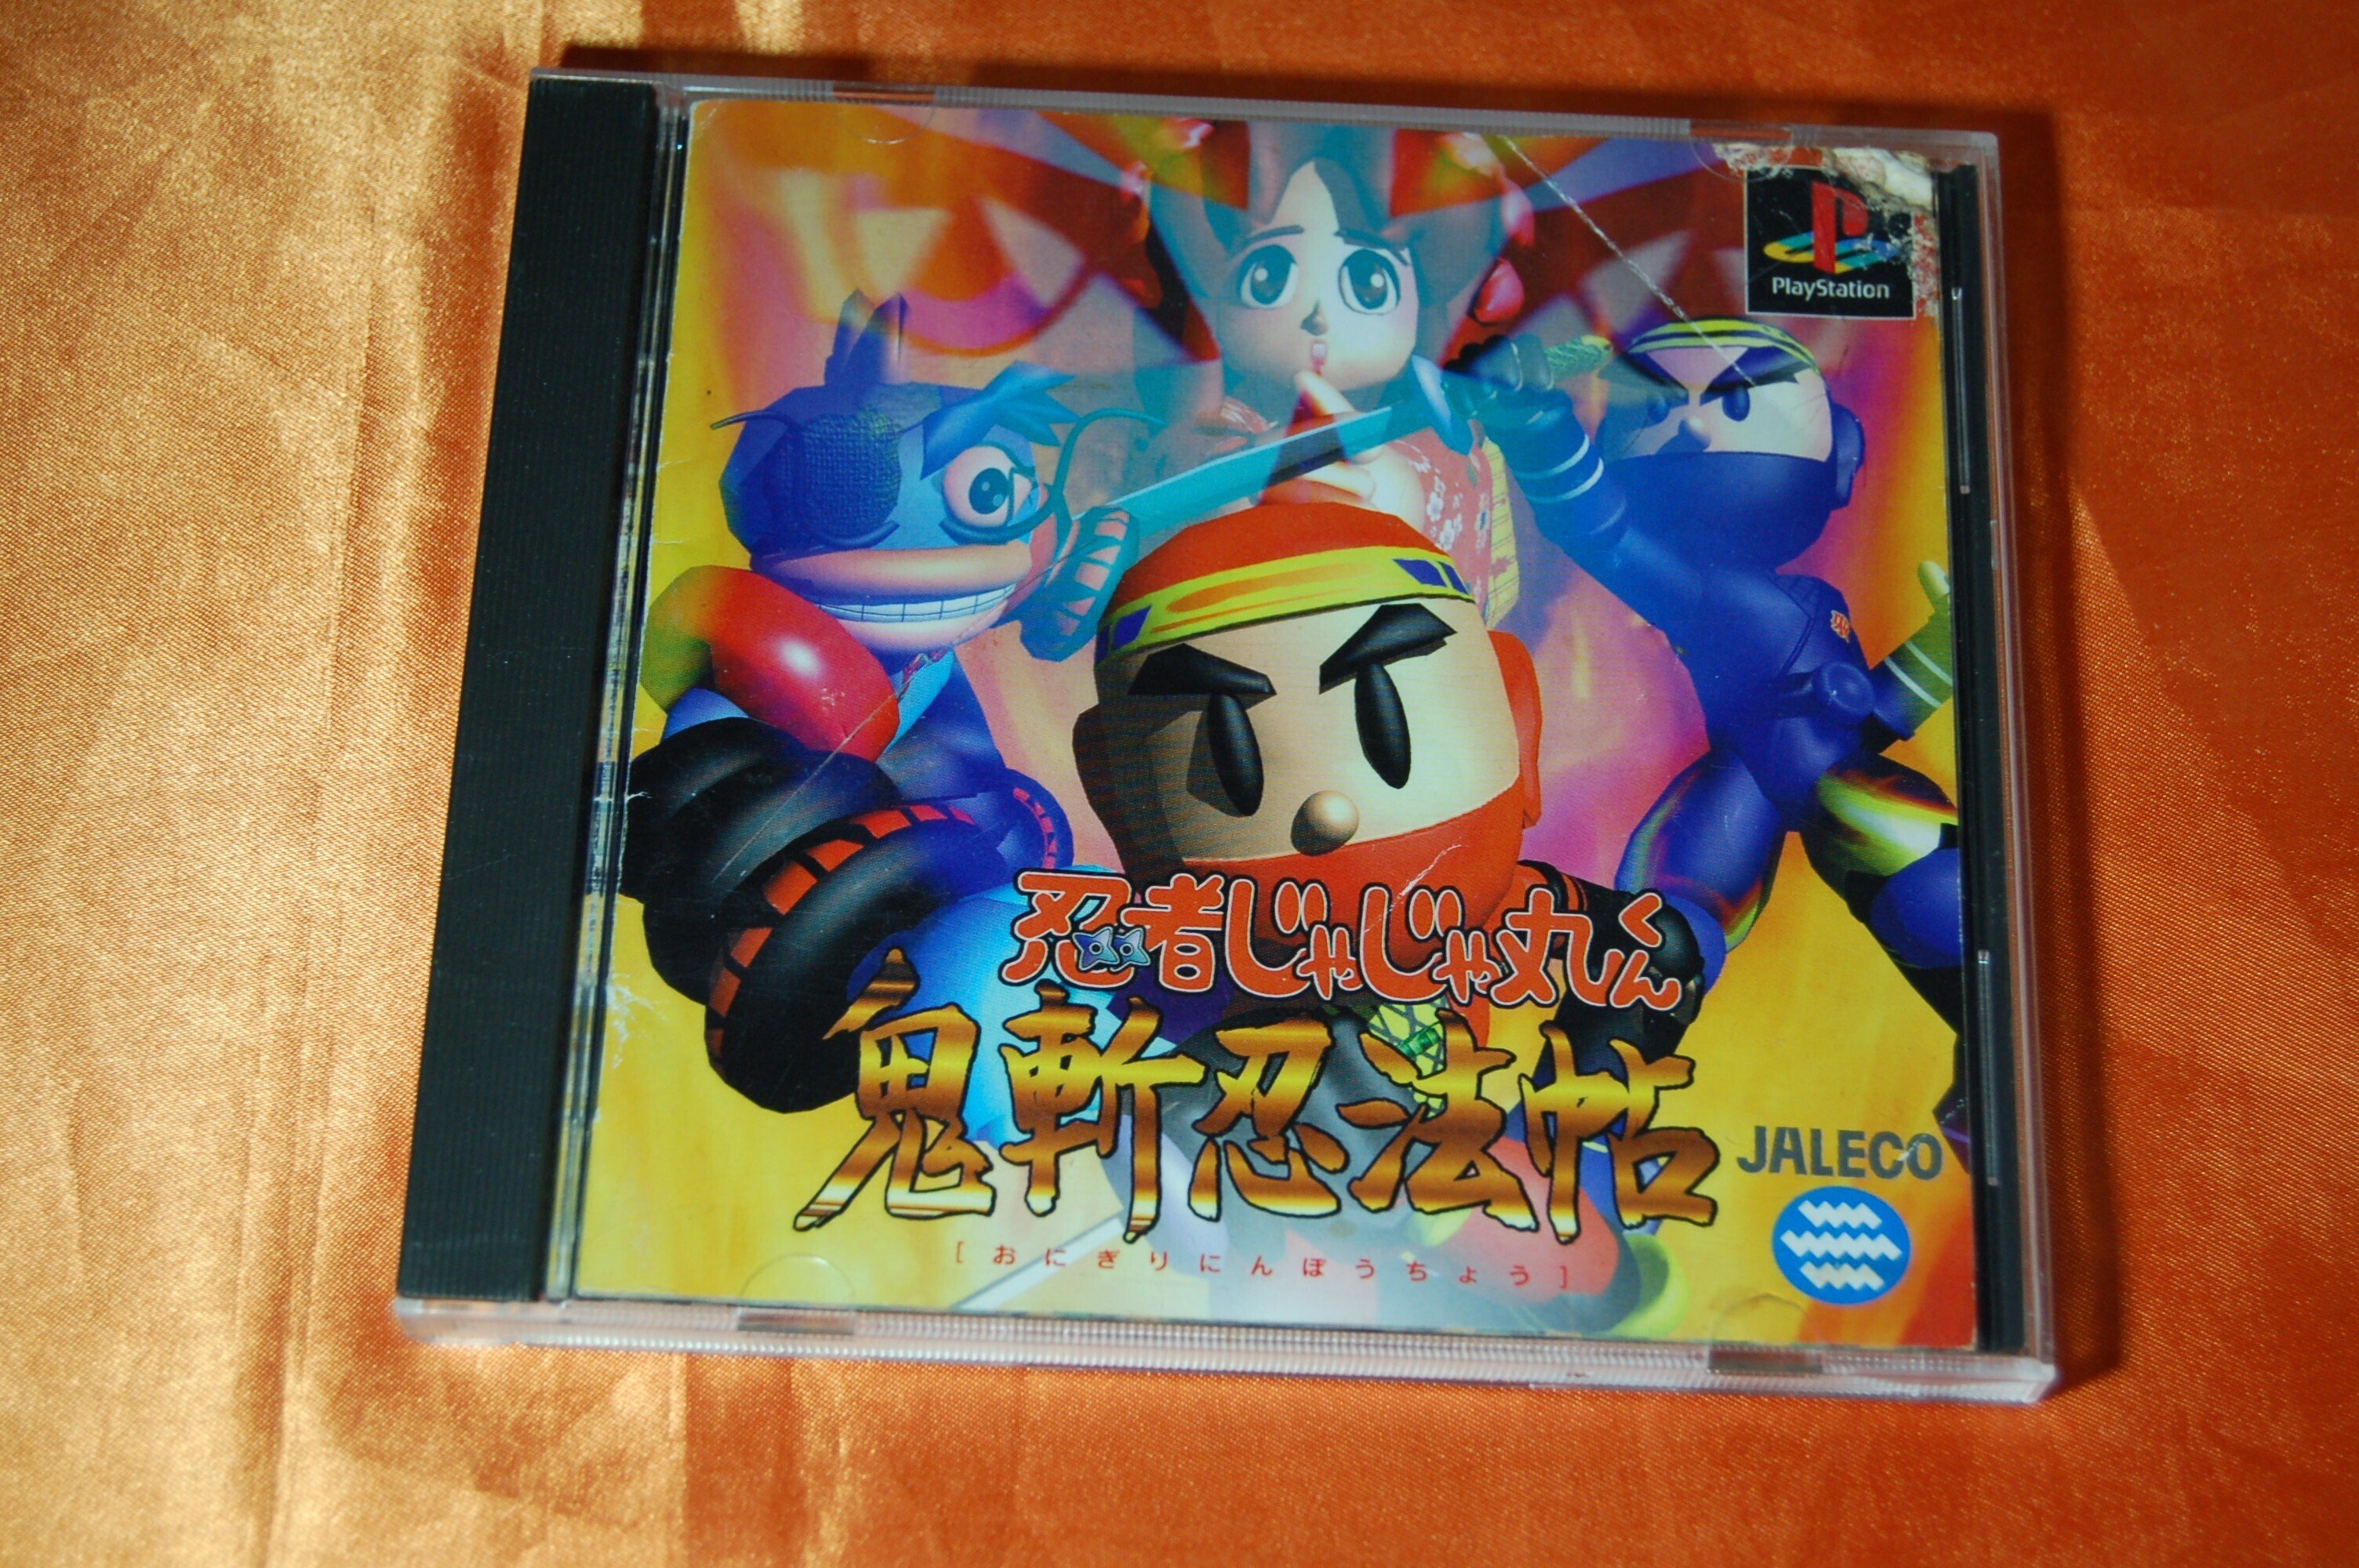 PlayStation
忍者じゃじゃ丸くん
鬼斬忍法帖
JALECO
[おにぎりにんぽうちょう]